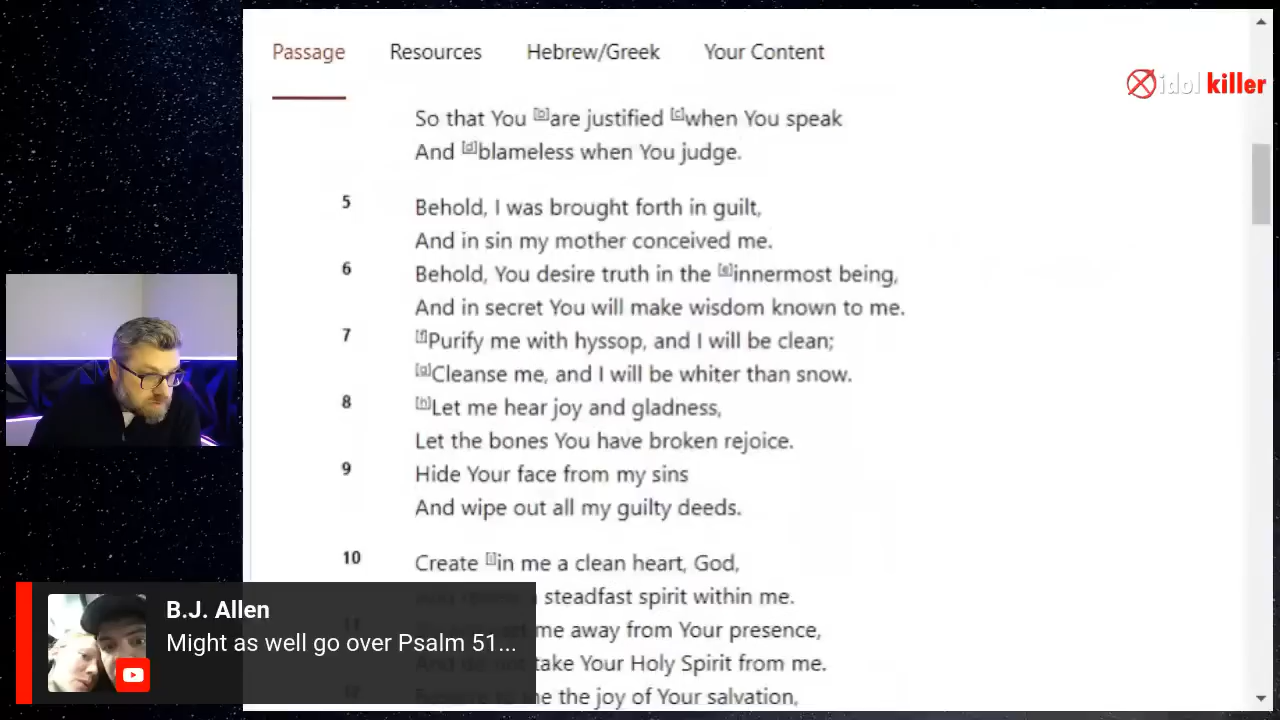 Passage Resources Hebrew/Greek Your Content
idol killer
So that You [b]are justified [c]when You speak
And [d]blameless when You judge.
5 Behold, I was brought forth in guilt,
And in sin my mother conceived me.
6 Behold, You desire truth in the [e]innermost being,
And in secret You will make wisdom known to me.
7 [f]Purify me with hyssop, and I will be clean;
[g]Cleanse me, and I will be whiter than snow.
8 [h]Let me hear joy and gladness,
Let the bones You have broken rejoice.
9 Hide Your face from my sins
And wipe out all my guilty deeds.
10 Create [i]in me a clean heart, God,
steadfast spirit within me.
me away from Your presence,
take Your Holy Spirit from me.
the joy of Your salvation,
B.J. Allen
Might as well go over Psalm 51...